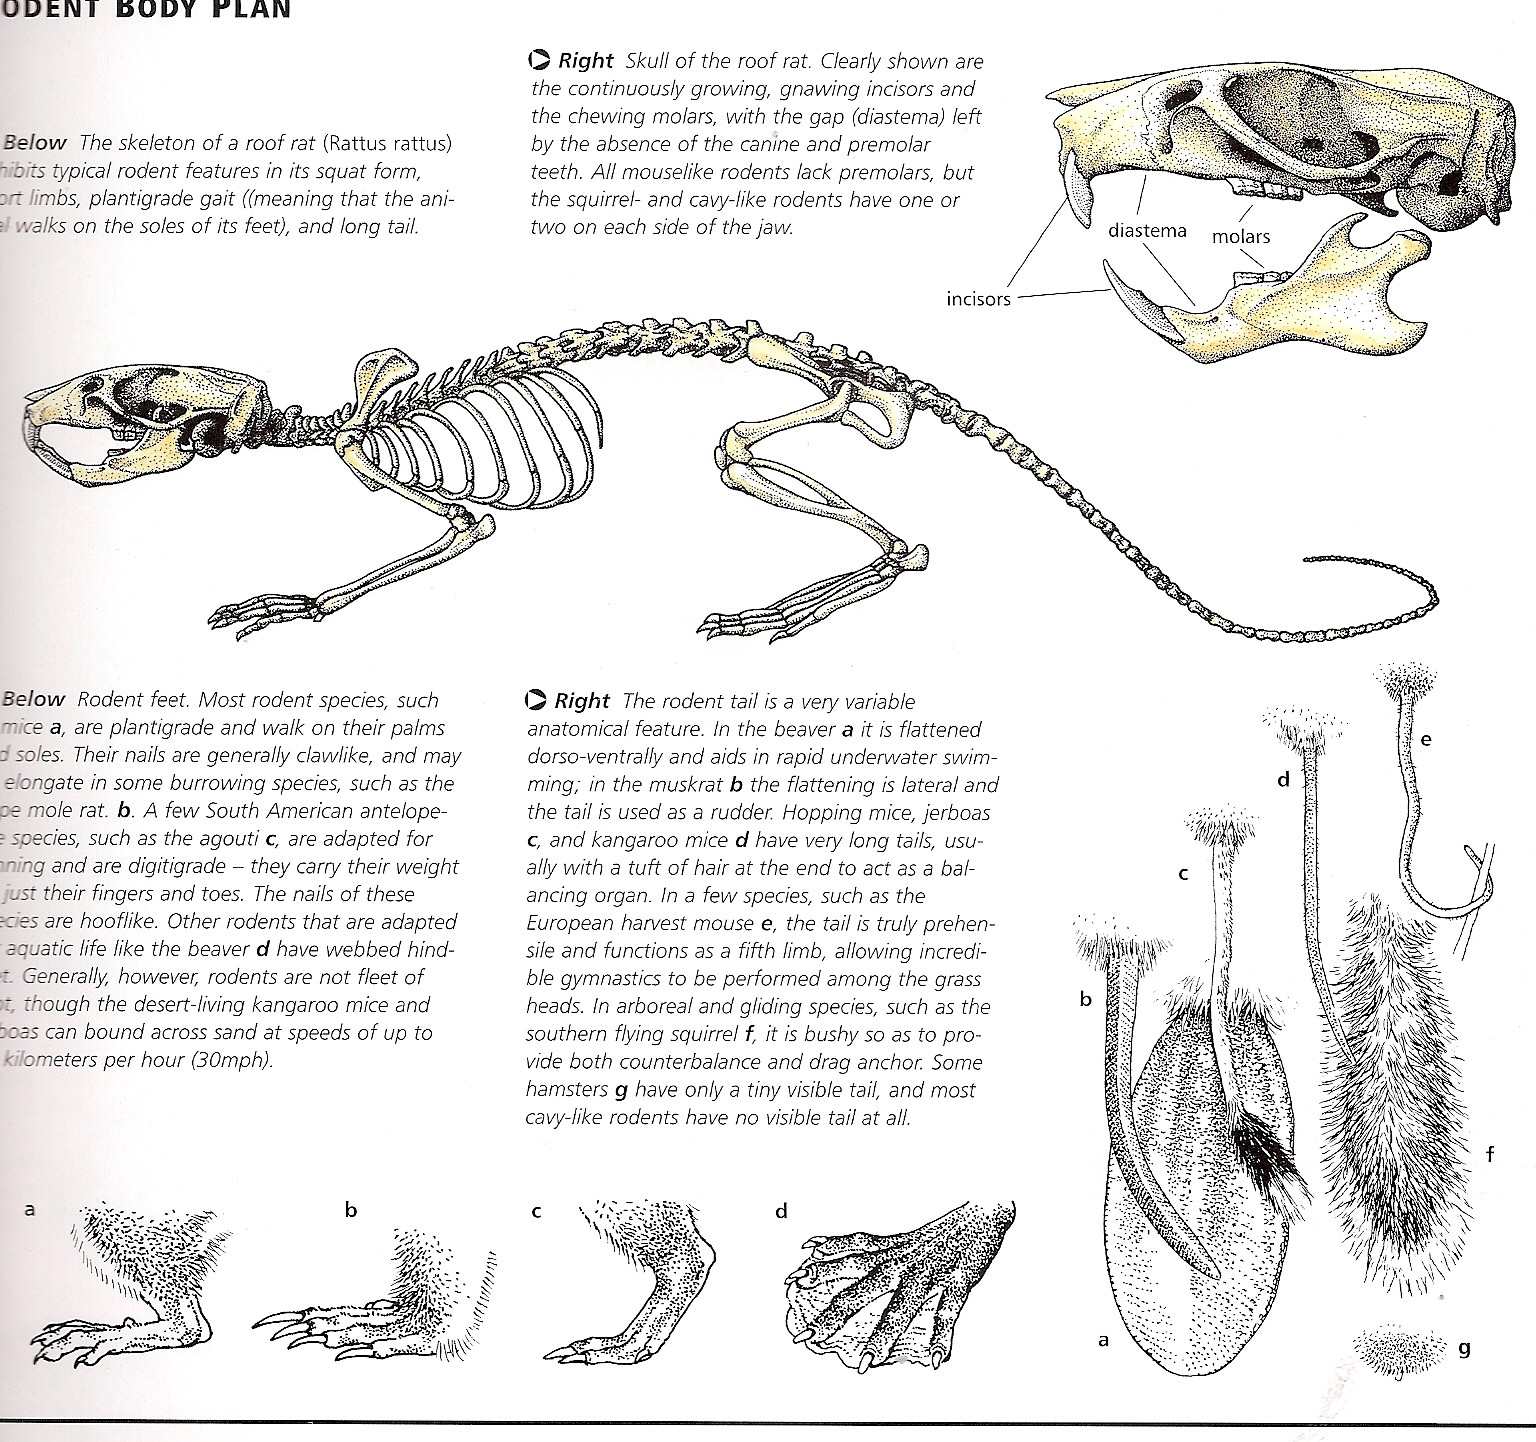 ODENT BODY PLAN
Right Skull of the roof rat. Clearly shown are
the continuously growing, gnawing incisors and
the chewing molars, with the gap (diastema) left
by the absence of the canine and premolar
teeth. All mouselike rodents lack premolars, but
the squirrel- and cavy-like rodents have one or
two on each side of the jaw.
Below The skeleton of a roof rat (Rattus rattus)
hibits typical rodent features in its squat form,
ort limbs, plantigrade gait ((meaning that the ani-
al walks on the soles of its feet), and long tail.
diastema
molars
incisors
Below Rodent feet. Most rodent species, such
mice a, are plantigrade and walk on their palms
d soles. Their nails are generally clawlike, and may
elongate in some burrowing species, such as the
pe mole rat. b. A few South American antelope-
e species, such as the agouti c, are adapted for
nning and are digitigrade – they carry their weight
just their fingers and toes. The nails of these
ecies are hooflike. Other rodents that are adapted
aquatic life like the beaver d have webbed hind-
t. Generally, however, rodents are not fleet of
ot, though the desert-living kangaroo mice and
boas can bound across sand at speeds of up to
kilometers per hour (30mph).
Right The rodent tail is a very variable
anatomical feature. In the beaver a it is flattened
dorso-ventrally and aids in rapid underwater swim-
ming; in the muskrat b the flattening is lateral and
the tail is used as a rudder. Hopping mice, jerboas
c, and kangaroo mice d have very long tails, usu-
ally with a tuft of hair at the end to act as a bal-
ancing organ. In a few species, such as the
European harvest mouse e, the tail is truly prehen-
sile and functions as a fifth limb, allowing incredi-
ble gymnastics to be performed among the grass
heads. In arboreal and gliding species, such as the
southern flying squirrel f, it is bushy so as to pro-
vide both counterbalance and drag anchor. Some
hamsters g have only a tiny visible tail, and most
cavy-like rodents have no visible tail at all.
a
b
c
d
e
d
c
b
f
a
g